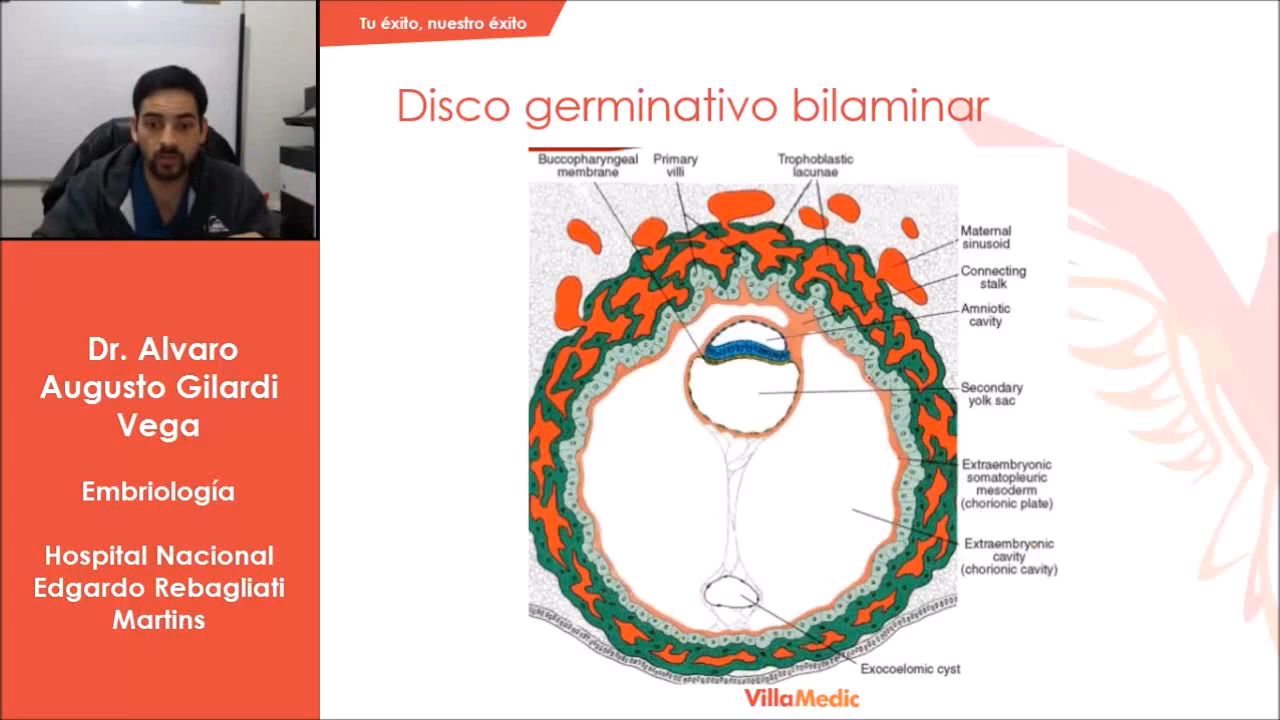 Tu éxito, nuestro éxito
Disco germinativo bilaminar
Dr. Alvaro
Augusto Gilardi
Vega
Embriología
Hospital Nacional
Edgardo Rebagliati
Martins
Buccopharyngeal
membrane
Primary
villi
Trophoblastic
lacunae
Maternal
sinusoid
Connecting
stalk
Amniotic
cavity
Secondary
yolk sac
Extraembryonic
somatopleuric
mesoderm
(chorionic plate)
Extraembryonic
cavity
(chorionic cavity)
Exocoelomic cyst
VillaMedic